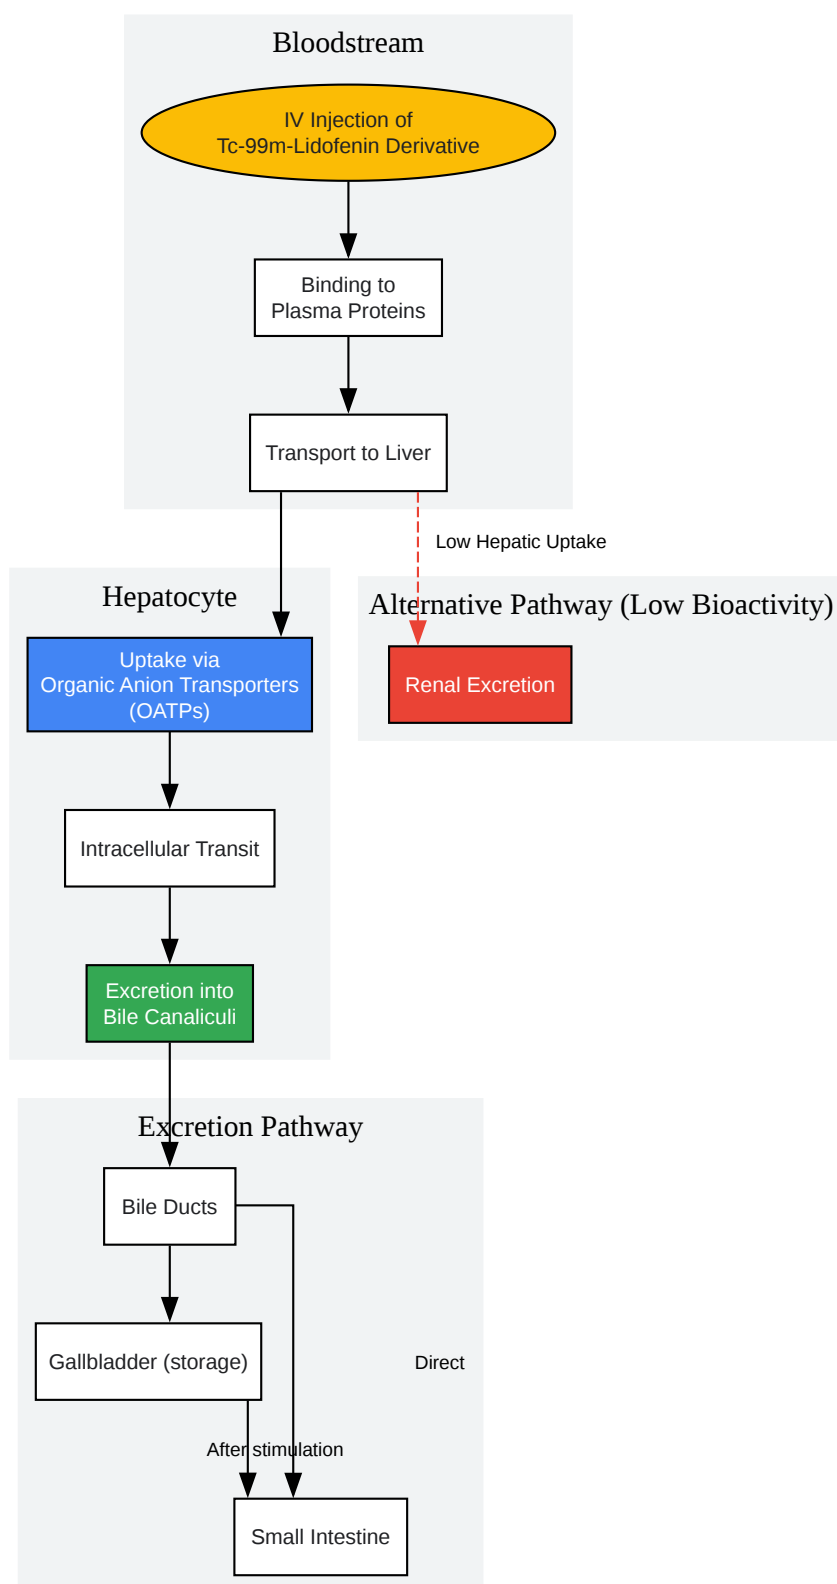 Bloodstream
IV Injection of
Tc-99m-Lidofenin Derivative
Binding to
Plasma Proteins
Transport to Liver
Low Hepatic Uptake
Hepatocyte
Alternative Pathway (Low Bioactivity)
Uptake via
Organic Anion Transporters
(OATPs)
Renal Excretion
Intracellular Transit
Excretion into
Bile Canaliculi
Excretion Pathway
Bile Ducts
Gallbladder (storage)
Direct
After stimulation
Small Intestine